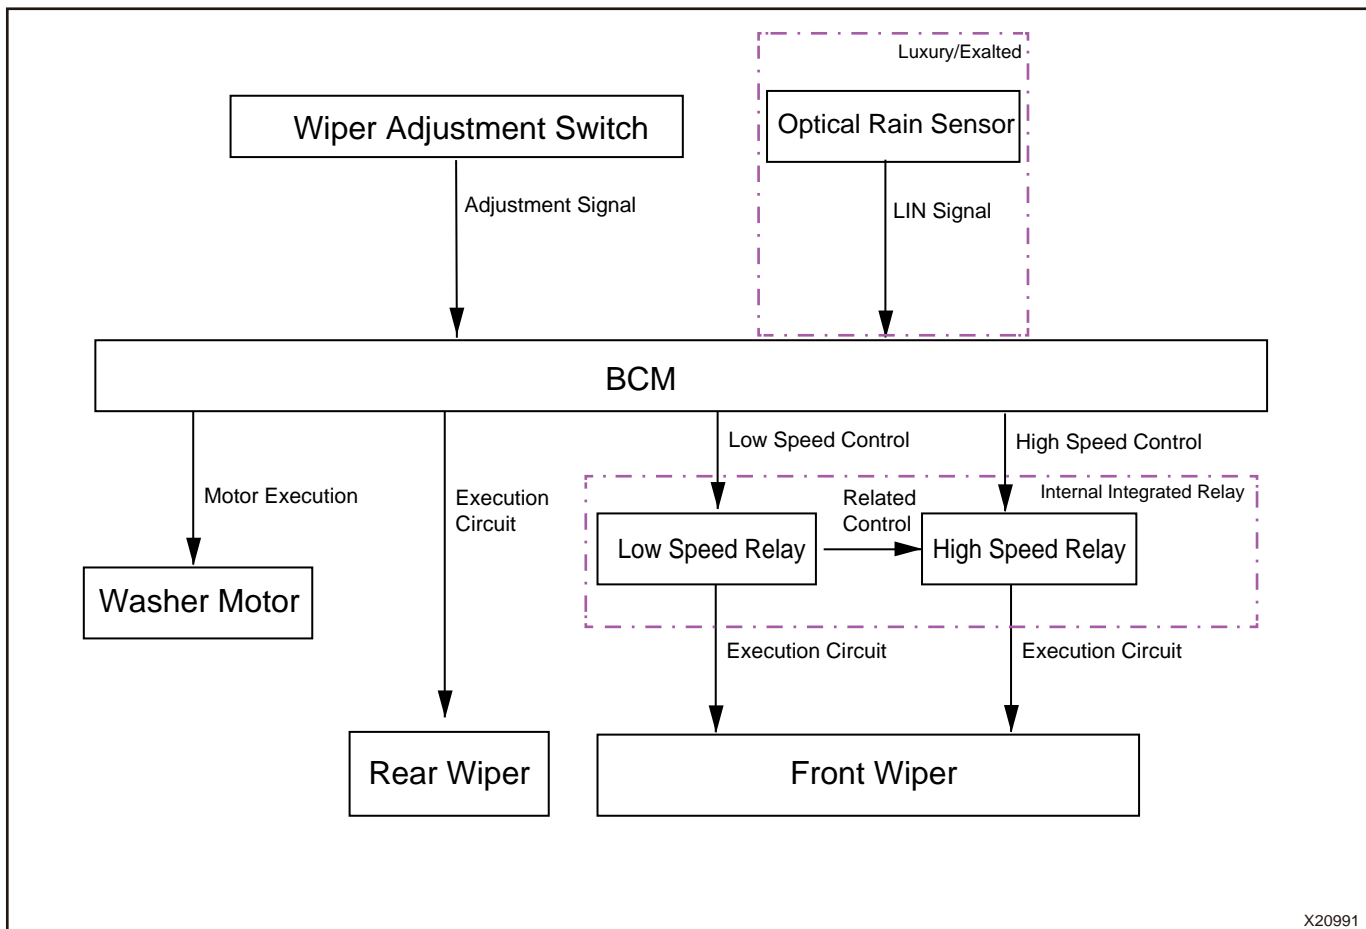 Luxury/Exalted
Wiper Adjustment Switch
Optical Rain Sensor
Adjustment Signal
LIN Signal
BCM
Low Speed Control
High Speed Control
Motor Execution
Execution
Circuit
Related
Control
Internal Integrated Relay
Low Speed Relay
High Speed Relay
Washer Motor
Execution Circuit
Execution Circuit
Rear Wiper
Front Wiper
X20991